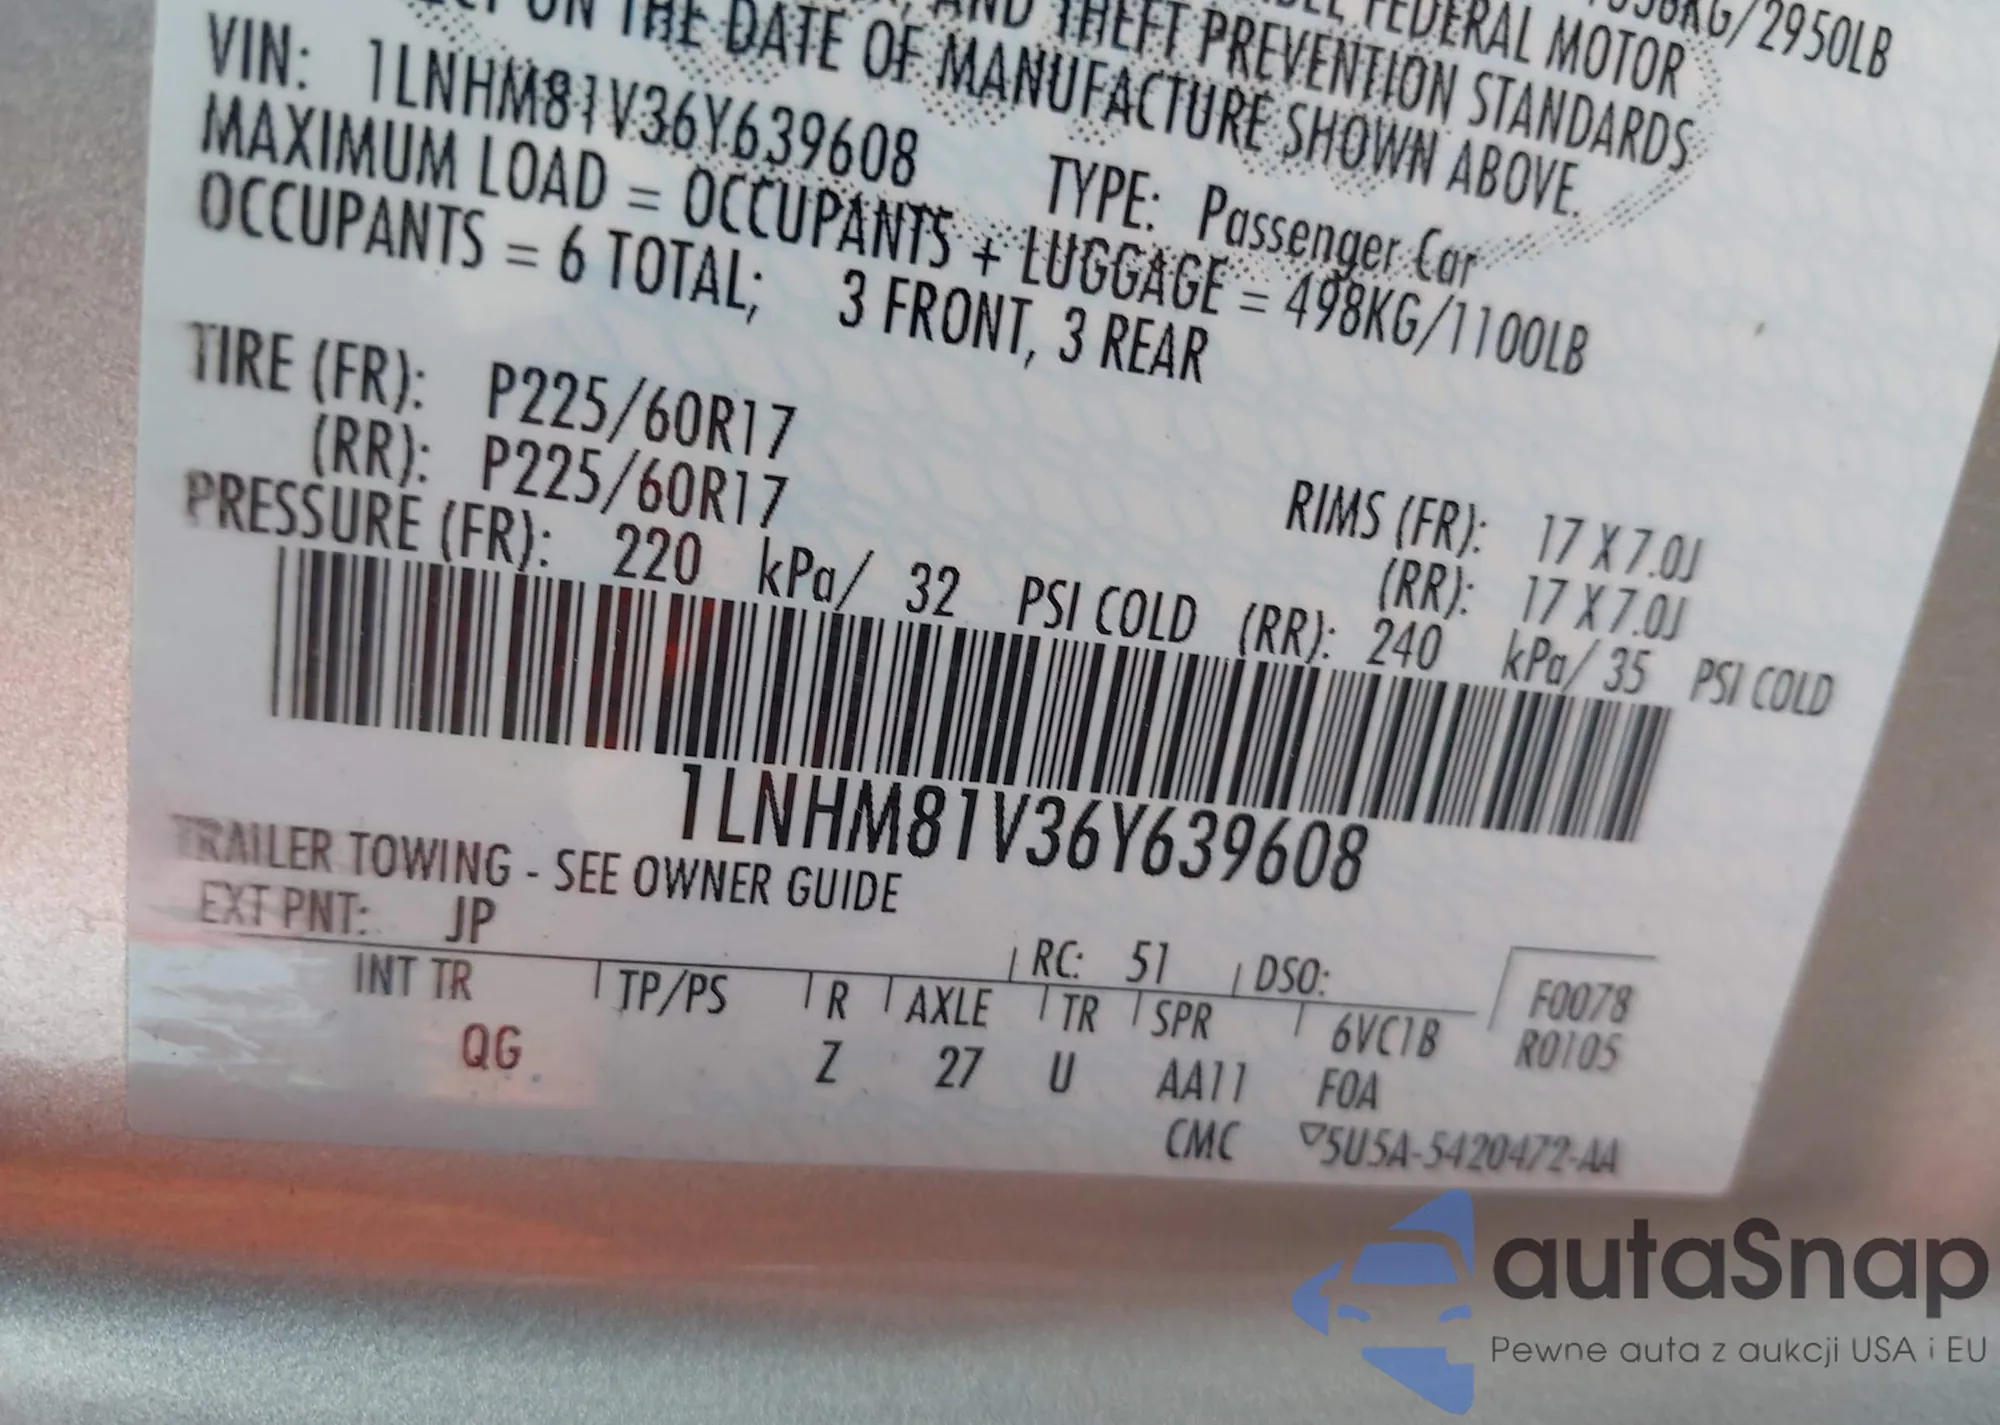 KG/2950LB
FEDERAL MOTOR
AND THEFT PREVENTION STANDARDS
ON THE DATE OF MANUFACTURE SHOWN ABOVE.
VIN: 1LNHM81V36Y639608
TYPE: Passenger Car
MAXIMUM LOAD = OCCUPANTS + LUGGAGE = 498KG/1100LB
OCCUPANTS = 6 TOTAL; 3 FRONT, 3 REAR
TIRE (FR): P225/60R17
RIMS (FR): 17 X 7.0J
(RR): P225/60R17
(RR): 17 X 7.0J
PRESSURE (FR): 220 kPa/ 32 PSI COLD (RR): 240 kPa/ 35 PSI COLD
1LNHM81V36Y639608
TRAILER TOWING - SEE OWNER GUIDE
EXT PNT: JP RC: 51 DSO:
F0078
R0105
INT TR TP/PS R AXLE TR SPR 6VC1B
QG Z 27 U AA11 F0A
CMC ▽5U5A-5420472-AA
autaSnap
Pewne auta z aukcji USA i EU